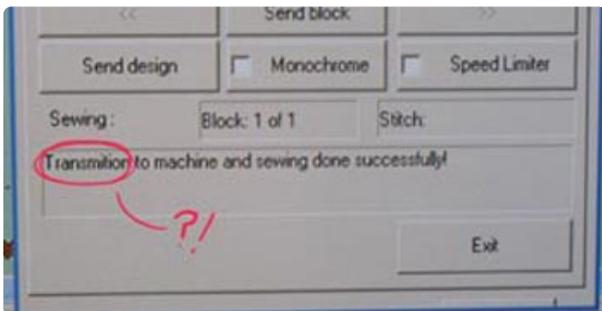 << Send block >>
Send design Monochrome Speed Limiter
Sewing: Block: 1 of 1 Stitch:
Transmition to machine and sewing done successfully!
?!
Exit